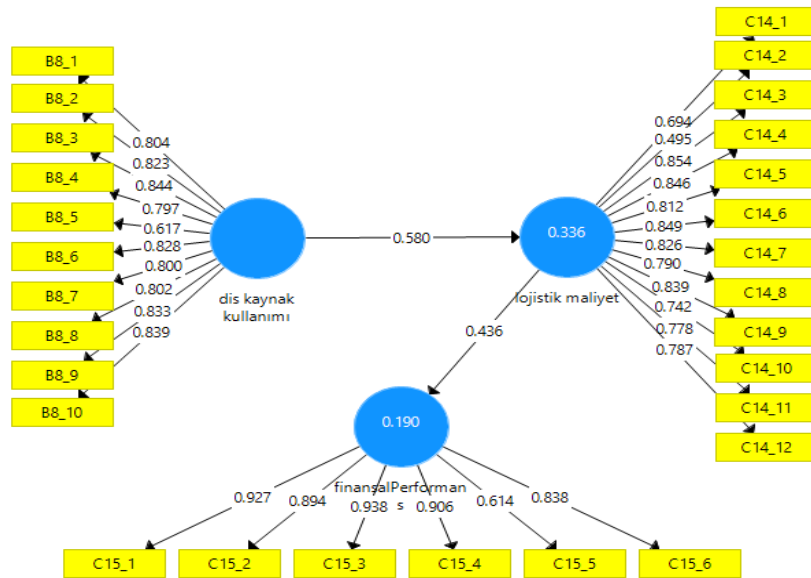 B8_1
B8_2
B8_3
B8_4
B8_5
B8_6
B8_7
B8_8
B8_9
B8_10
0.804
0.823
0.844
0.797
0.617
0.828
0.800
0.802
0.833
0.839
dis kaynak
kullanımı
0.580
0.336
lojistik maliyet
0.694
0.495
0.854
0.846
0.812
0.849
0.826
0.790
0.839
0.742
0.778
0.787
C14_1
C14_2
C14_3
C14_4
C14_5
C14_6
C14_7
C14_8
C14_9
C14_10
C14_11
C14_12
0.436
0.190
finansalPerforman
s
0.927
0.894
0.938
0.906
0.614
0.838
C15_1
C15_2
C15_3
C15_4
C15_5
C15_6